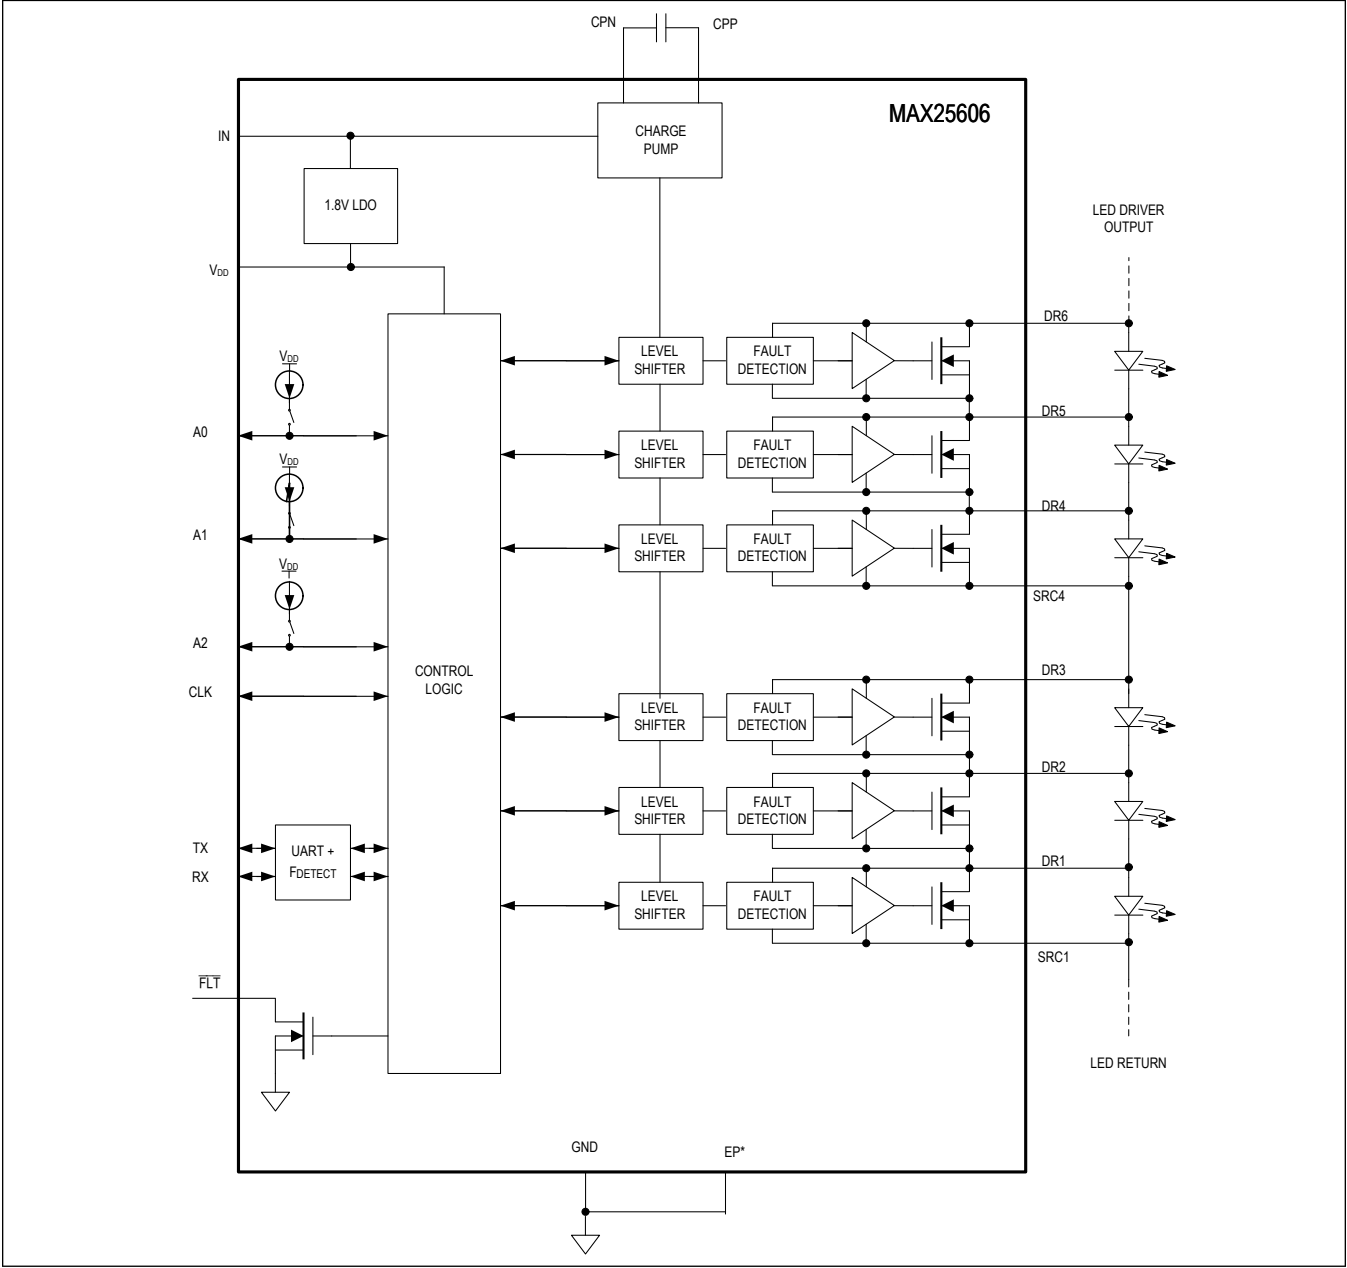 CPN
CPP
MAX25606
IN
CHARGE
PUMP
1.8V LDO
LED DRIVER
OUTPUT
VDD
DR6
LEVEL
SHIFTER
FAULT
DETECTION
VDD
DR5
A0
LEVEL
SHIFTER
FAULT
DETECTION
VDD
DR4
A1
LEVEL
SHIFTER
FAULT
DETECTION
VDD
SRC4
A2
CONTROL
LOGIC
DR3
CLK
LEVEL
SHIFTER
FAULT
DETECTION
DR2
LEVEL
SHIFTER
FAULT
DETECTION
TX
RX
UART +
FDETECT
DR1
LEVEL
SHIFTER
FAULT
DETECTION
SRC1
FLT
LED RETURN
GND
EP*